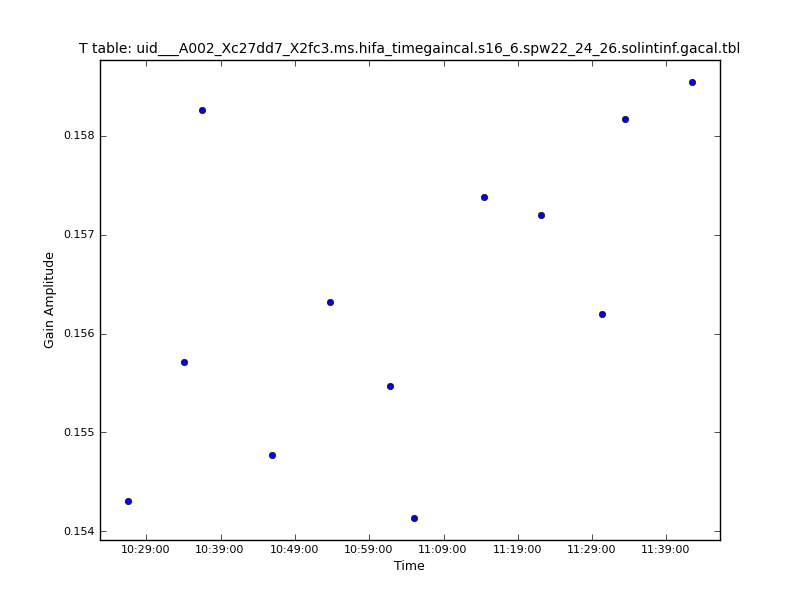 T table: uid___A002_Xc27dd7_X2fc3.ms.hifa_timegaincal.s16_6.spw22_24_26.solintinf.gacal.tbl
0.158
0.157
0.156
0.155
0.154
Gain Amplitude
10:29:00 10:39:00 10:49:00 10:59:00 11:09:00 11:19:00 11:29:00 11:39:00
Time